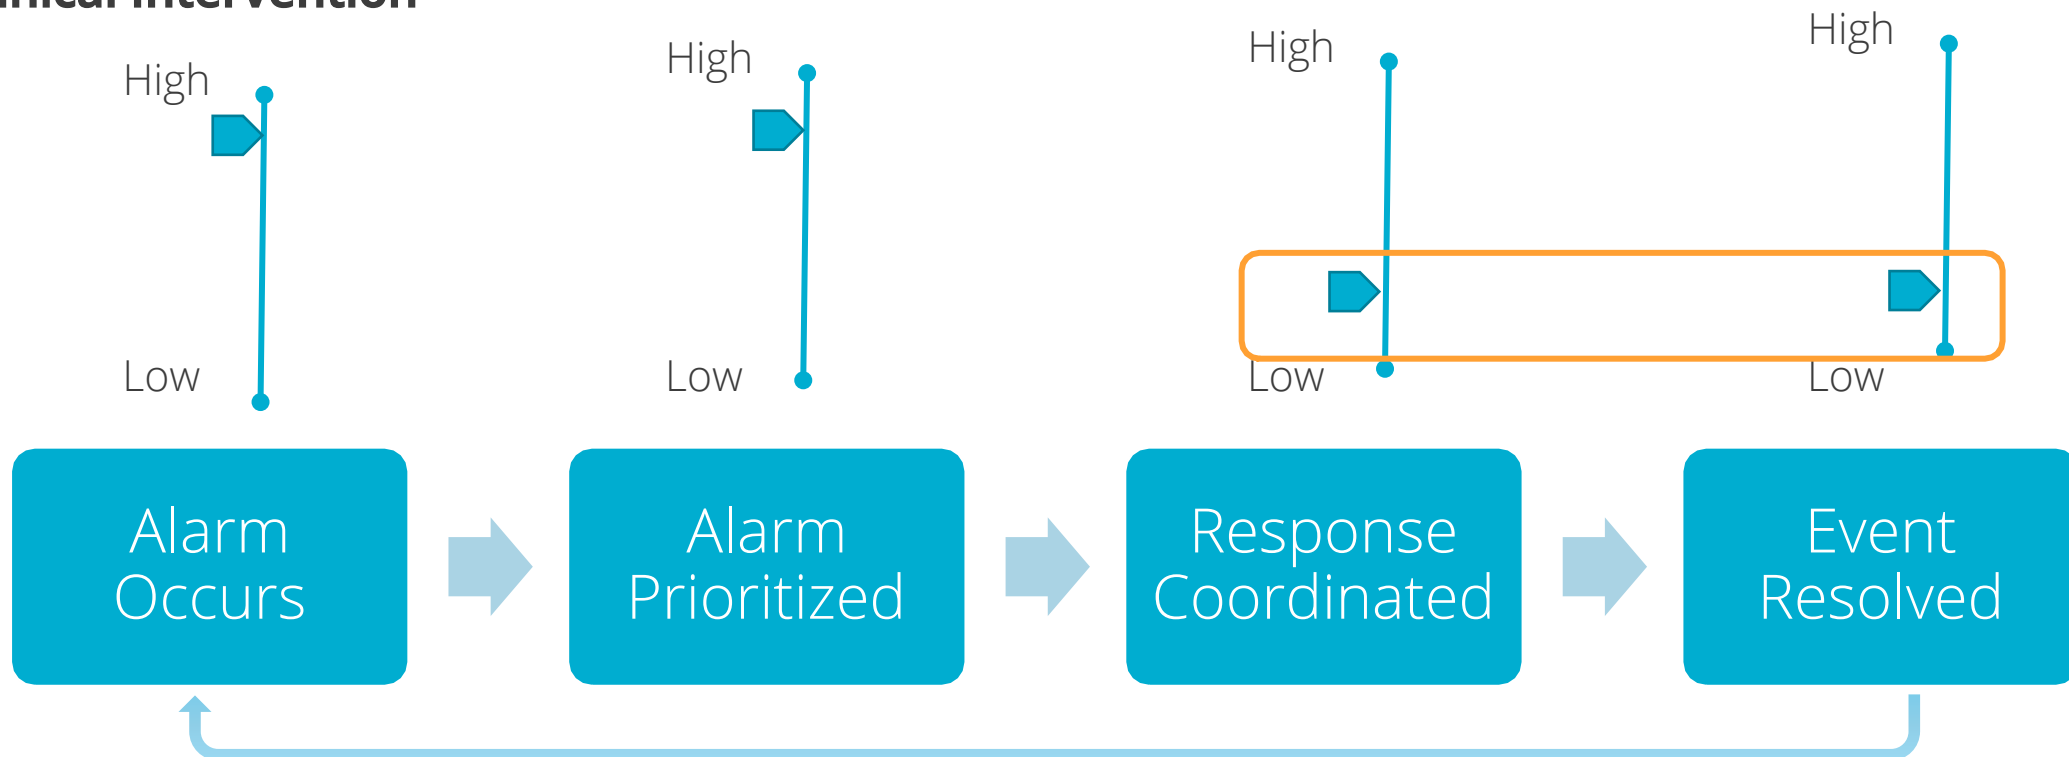 High
High
High
High
Low
Low
Low
Low
Alarm
Occurs
Alarm
Prioritized
Response
Coordinated
Event
Resolved